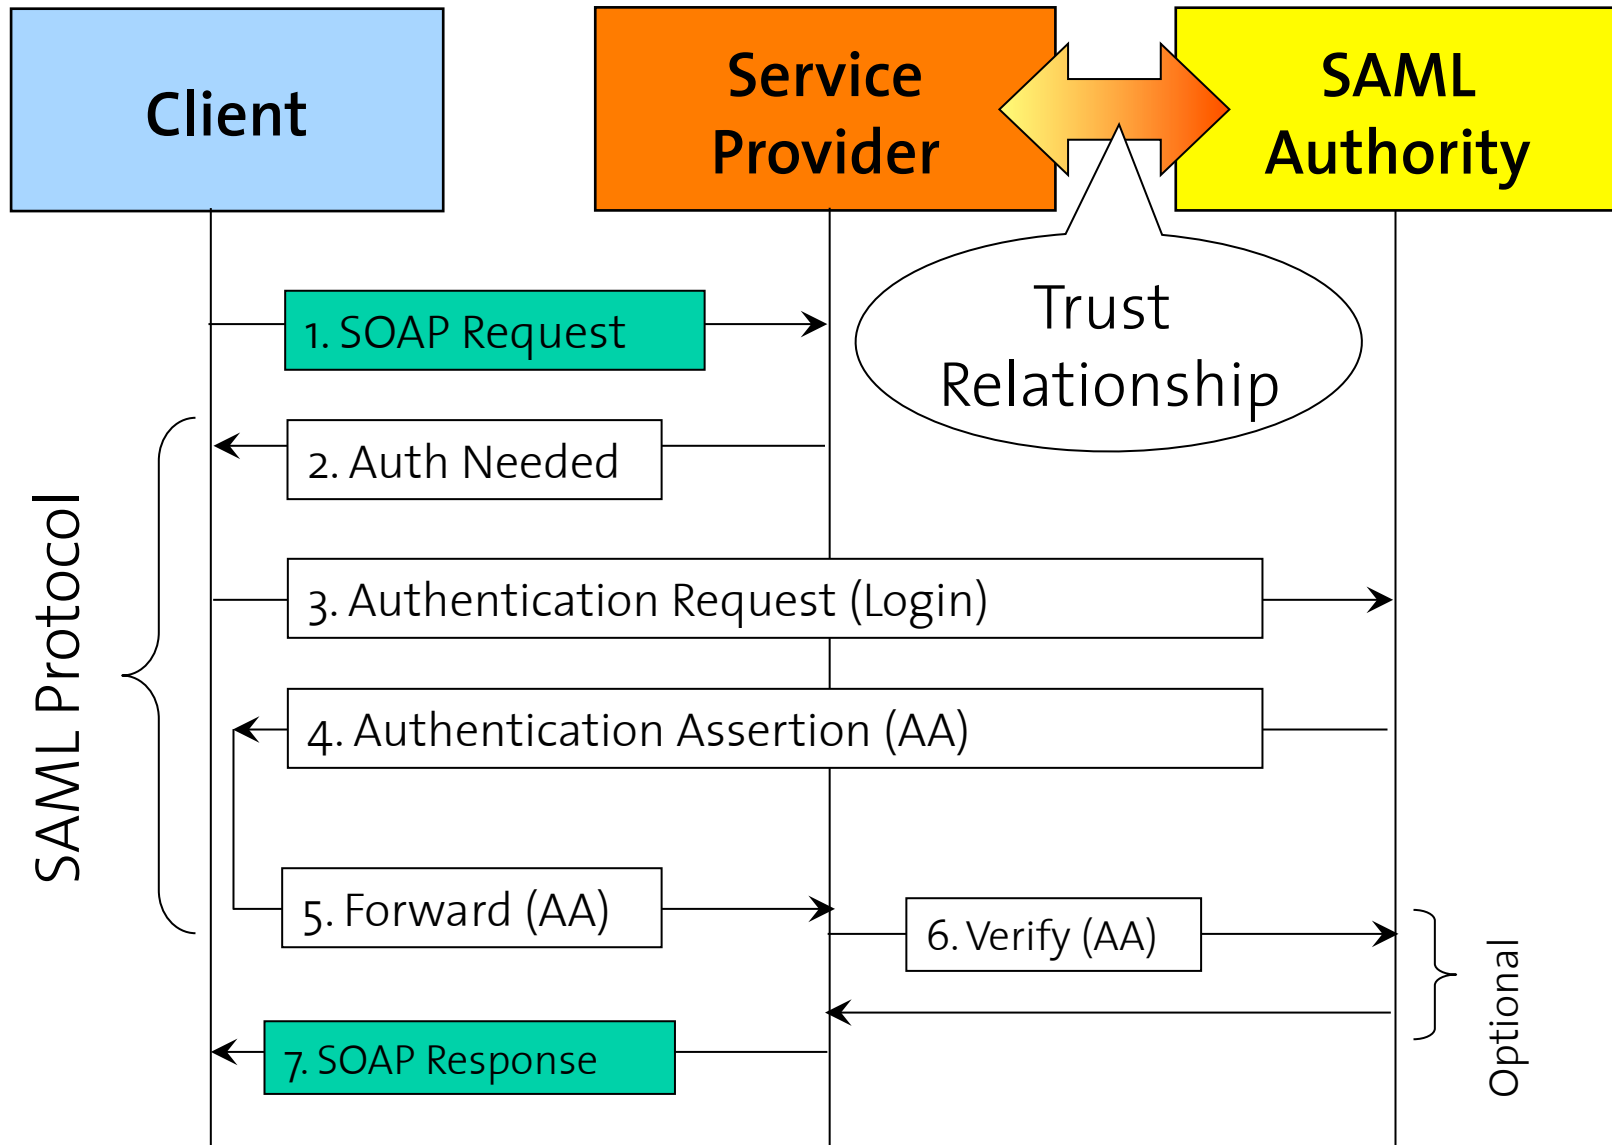 Client
Service
Provider
SAML
Authority
Trust
Relationship
1. SOAP Request
2. Auth Needed
SAML Protocol
3. Authentication Request (Login)
4. Authentication Assertion (AA)
5. Forward (AA)
6. Verify (AA)
Optional
7. SOAP Response